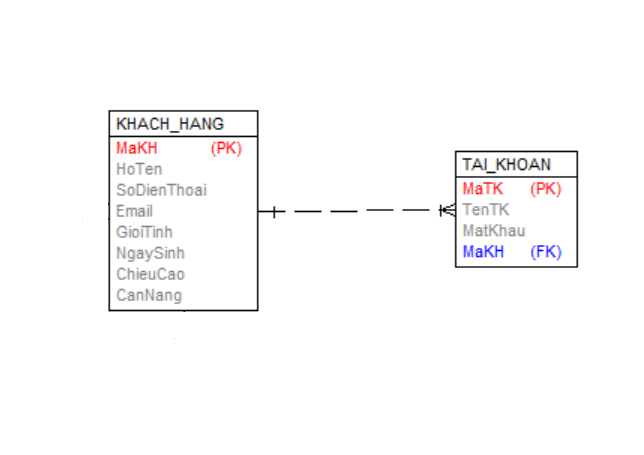 KHACH_HANG
MaKH (PK)
HoTen
SoDienThoai
Email
GioiTinh
NgaySinh
ChieuCao
CanNang
TAI_KHOAN
MaTK (PK)
TenTK
MatKhau
MaKH (FK)